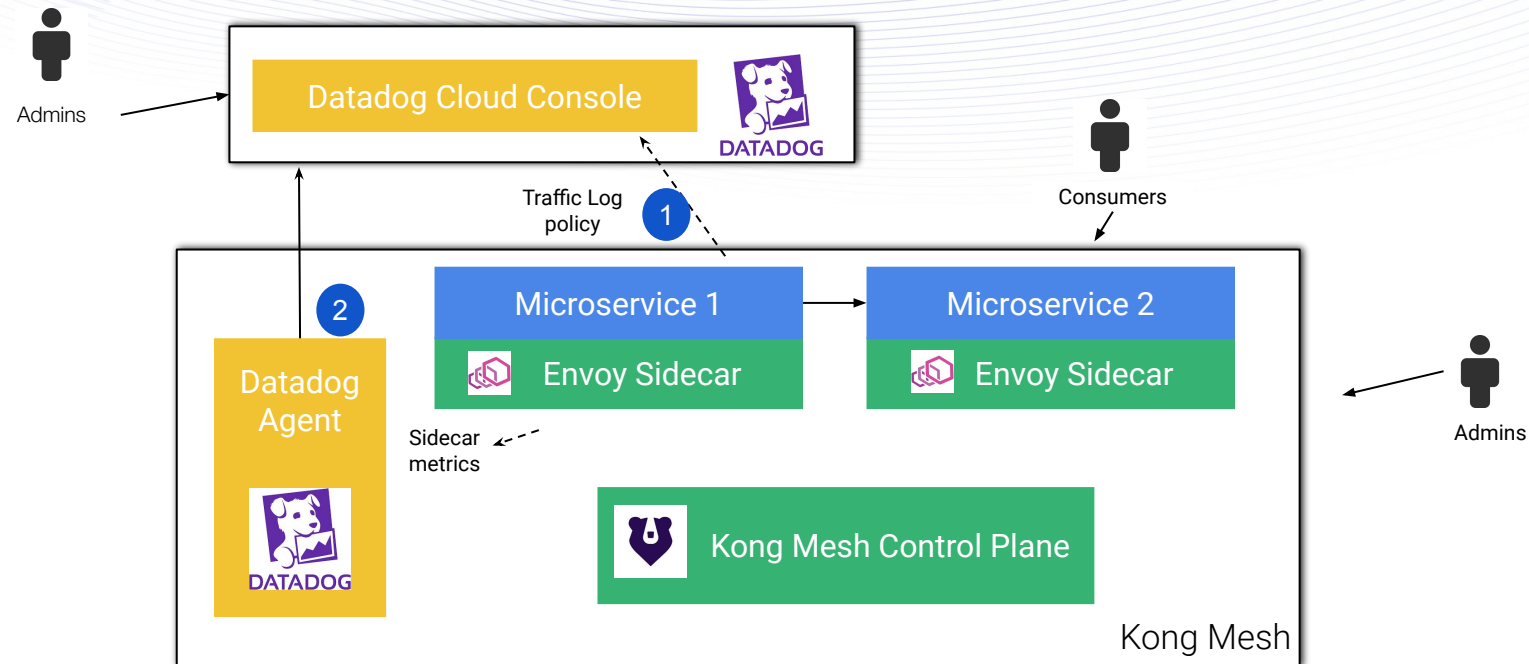 Admins
Datadog Cloud Console
DATADOG
Traffic Log
policy
1
Consumers
2
Microservice 1
Microservice 2
Envoy Sidecar
Envoy Sidecar
Datadog
Agent
DATADOG
Sidecar
metrics
Admins
Kong Mesh Control Plane
Kong Mesh